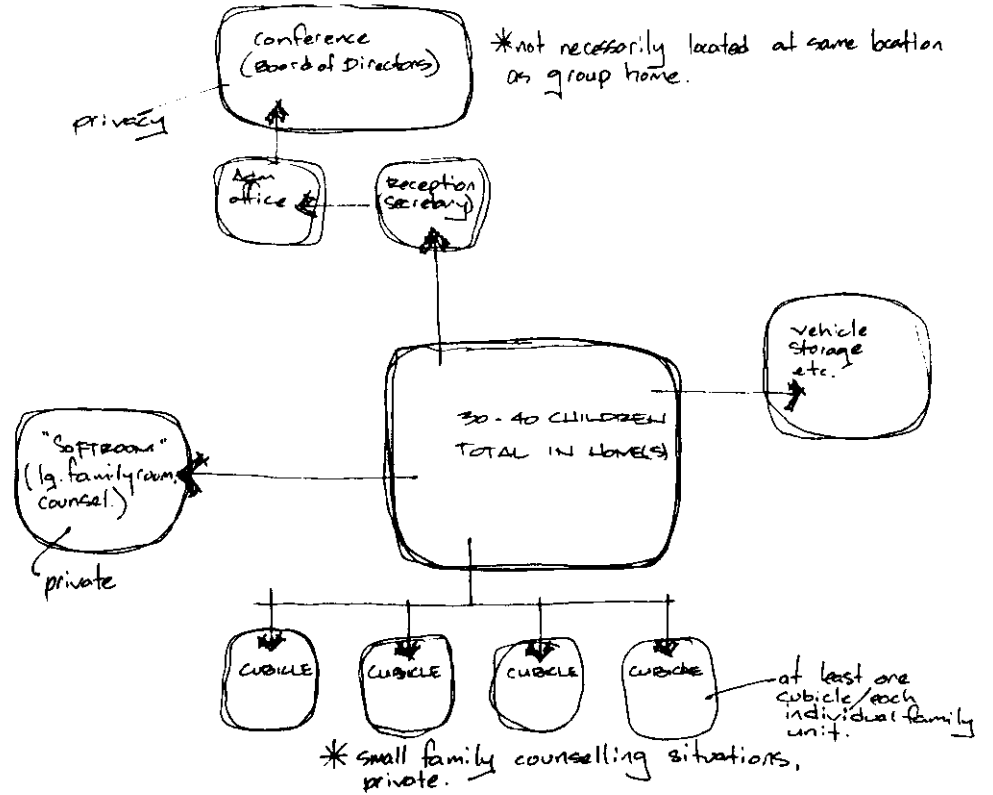 Conference
(Board of Directors)
*not necessarily located at same location
as group home.
privacy
Adm
office
Reception
(secretary)
vehicle
storage
etc.
30-40 CHILDREN
TOTAL IN HOME(S)
"SOFTROOM"
(lg. family room,
counsel.)
private
CUBICLE
CUBICLE
CUBICLE
CUBICLE
at least one
cubicle/each
individual family
unit.
* small family counselling situations,
private.